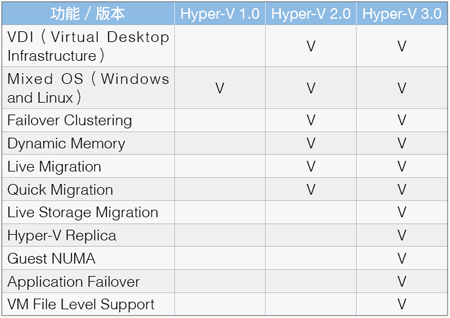 功能／版本 Hyper-V 1.0 Hyper-V 2.0 Hyper-V 3.0
VDI（Virtual Desktop
Infrastructure） V V
Mixed OS（Windows
and Linux） V V V
Failover Clustering V V
Dynamic Memory V V
Live Migration V V
Quick Migration V V
Live Storage Migration V
Hyper-V Replica V
Guest NUMA V
Application Failover V
VM File Level Support V